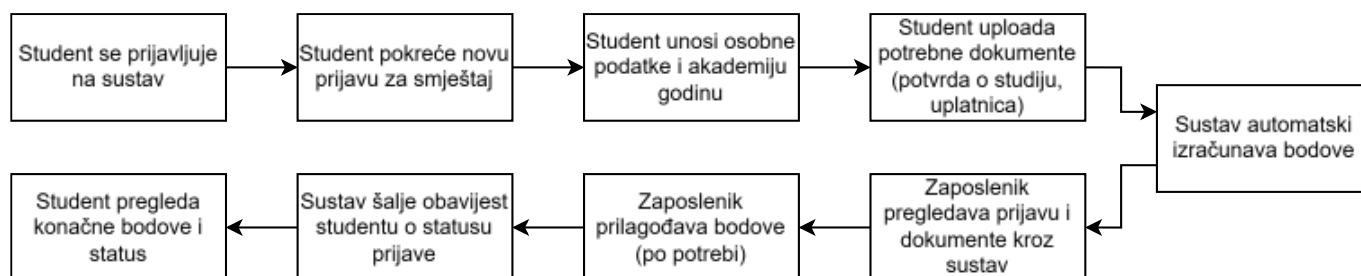 Student se prijavljuje
na sustav
Student pokreće novu
prijavu za smještaj
Student unosi osobne
podatke i akademiju
godinu
Student uploada
potrebne dokumente
(potvrda o studiju,
uplatnica)
Sustav automatski
izračunava bodove
Zaposlenik
pregledava prijavu i
dokumente kroz
sustav
Zaposlenik
prilagođava bodove
(po potrebi)
Sustav šalje obavijest
studentu o statusu
prijave
Student pregleda
konačne bodove i
status